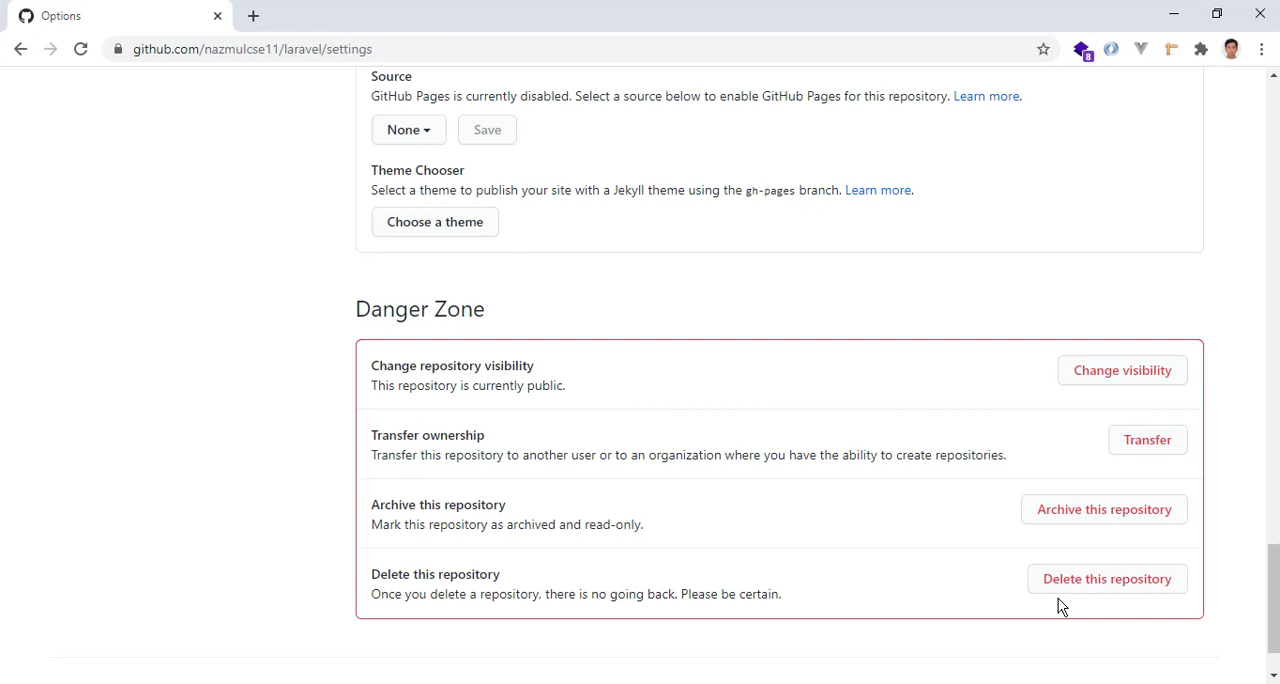 Options
github.com/nazmulcse11/laravel/settings
8
Source
GitHub Pages is currently disabled. Select a source below to enable GitHub Pages for this repository. Learn more.
None
Save
Theme Chooser
Select a theme to publish your site with a Jekyll theme using the gh-pages branch. Learn more.
Choose a theme
Danger Zone
Change repository visibility
This repository is currently public.
Change visibility
Transfer ownership
Transfer this repository to another user or to an organization where you have the ability to create repositories.
Transfer
Archive this repository
Mark this repository as archived and read-only.
Archive this repository
Delete this repository
Once you delete a repository, there is no going back. Please be certain.
Delete this repository